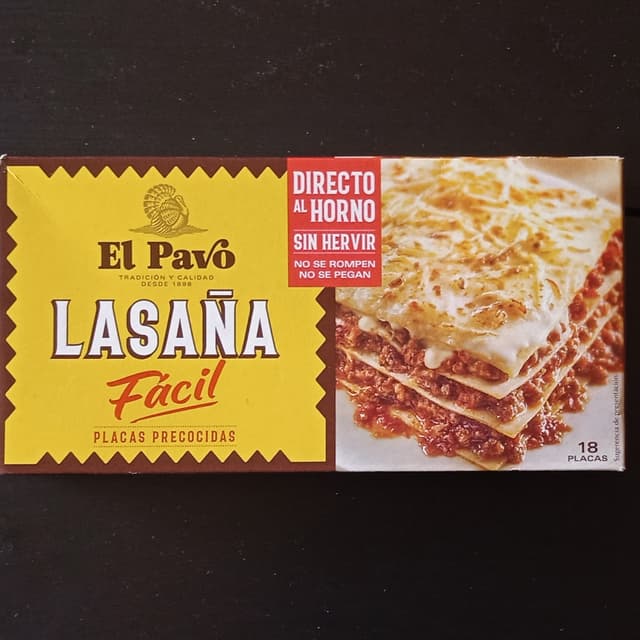 El Pavo
TRADICIÓN Y CALIDAD
DESDE 1898
LASAÑA
Fácil
PLACAS PRECOCIDAS
DIRECTO
AL HORNO
SIN HERVIR
NO SE ROMPEN
NO SE PEGAN
18
PLACAS
Sugerencia de presentación